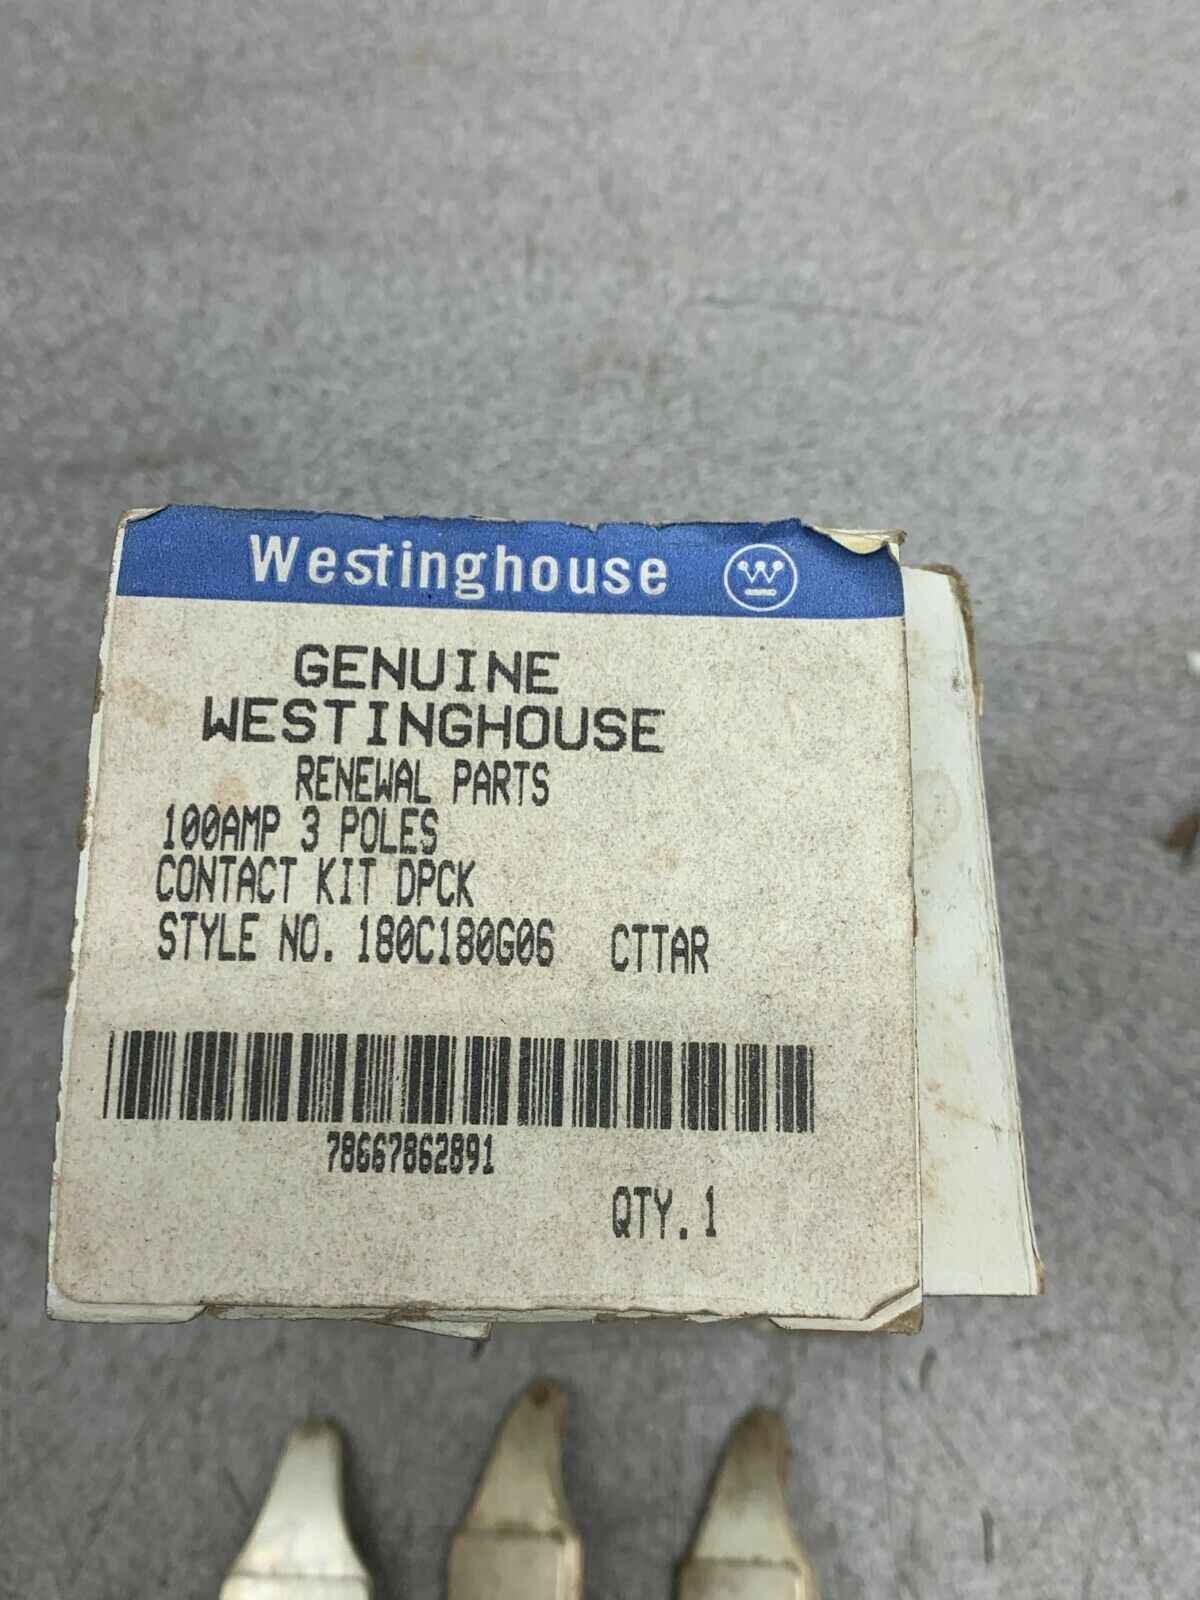 Westinghouse W
GENUINE
WESTINGHOUSE
RENEWAL PARTS
100AMP 3 POLES
CONTACT KIT DPCK
STYLE NO. 180C180G06 CTTAR
78667862891
QTY. 1